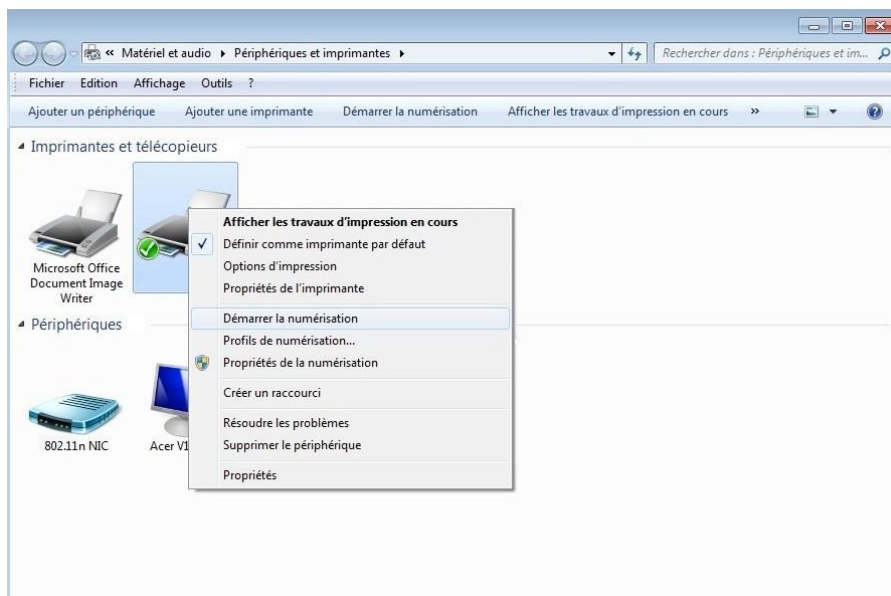 « Matériel et audio ▸ Périphériques et imprimantes ▸
Rechercher dans : Périphériques et im...
Fichier Edition Affichage Outils ?
Ajouter un périphérique Ajouter une imprimante Démarrer la numérisation Afficher les travaux d'impression en cours »
Imprimantes et télécopieurs
Microsoft Office
Document Image
Writer
Afficher les travaux d'impression en cours
Définir comme imprimante par défaut
Options d'impression
Propriétés de l'imprimante
Démarrer la numérisation
Profils de numérisation...
Propriétés de la numérisation
Créer un raccourci
Résoudre les problèmes
Supprimer le périphérique
Propriétés
Périphériques
802.11n NIC
Acer V1